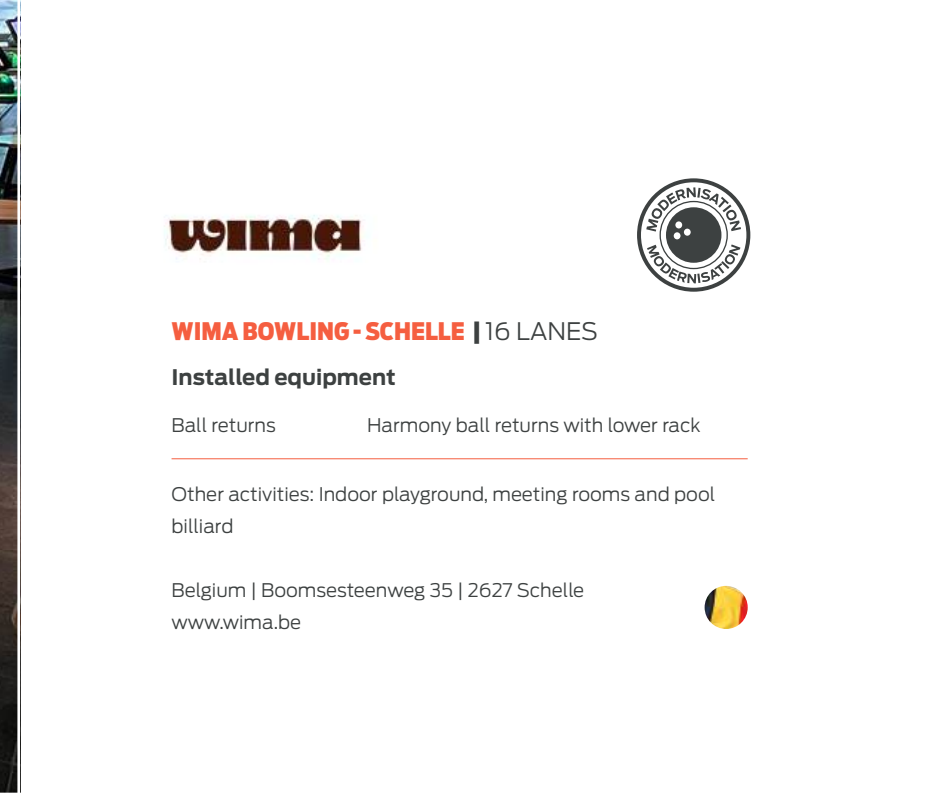 wima
MODERNISATION
MODERNISATION
WIMA BOWLING - SCHELLE | 16 LANES
Installed equipment
Ball returns Harmony ball returns with lower rack
Other activities: Indoor playground, meeting rooms and pool
billiard
Belgium | Boomsesteenweg 35 | 2627 Schelle
www.wima.be